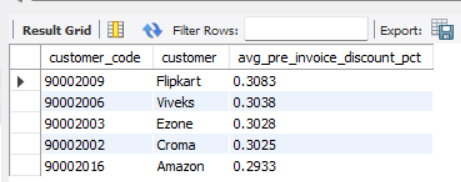 Result Grid Filter Rows: Export:
customer_code customer avg_pre_invoice_discount_pct
90002009 Flipkart 0.3083
90002006 Viveks 0.3038
90002003 Ezone 0.3028
90002002 Croma 0.3025
90002016 Amazon 0.2933